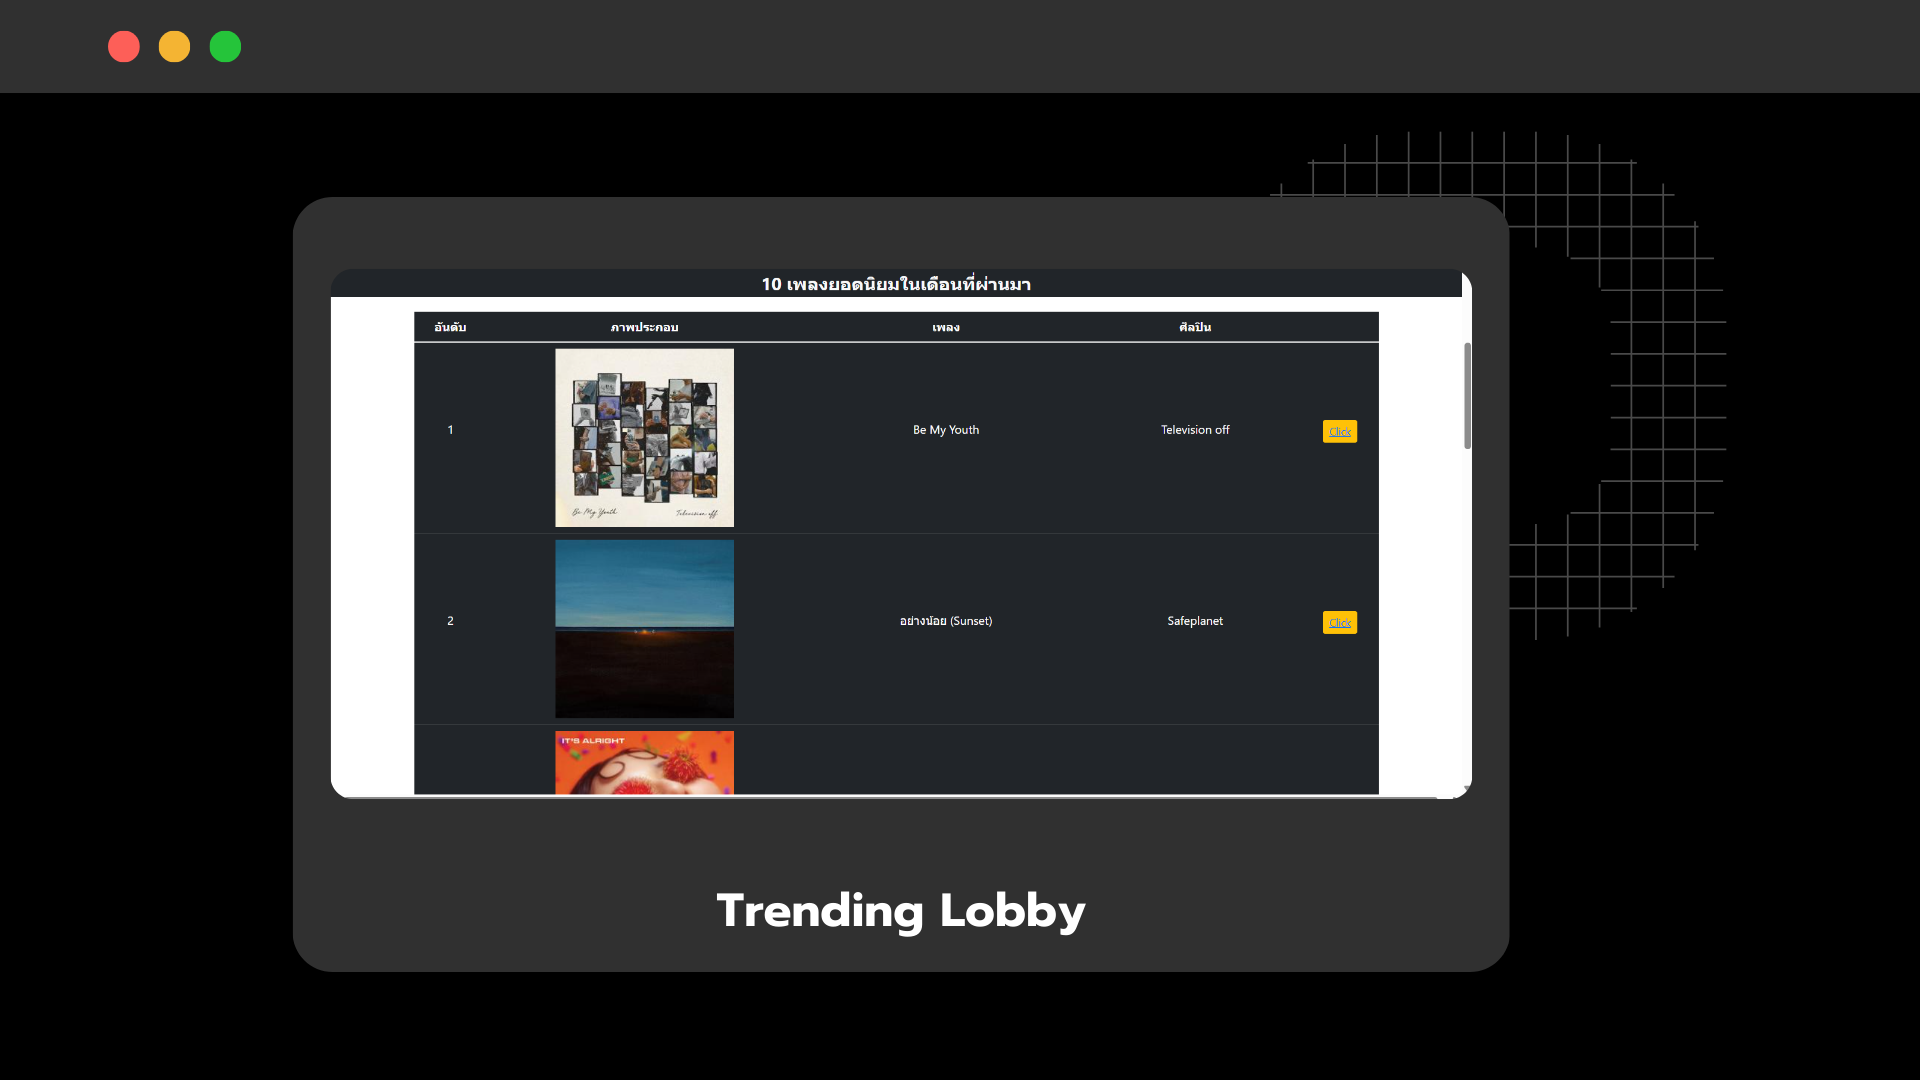 10 เพลงยอดนิยมในเดือนที่ผ่านมา
อันดับ ภาพประกอบ เพลง ศิลปิน
1 Be My Youth Television off Click
Be My Youth Television off
2 อย่างน้อย (Sunset) Safeplanet Click
IT'S ALRIGHT
Trending Lobby